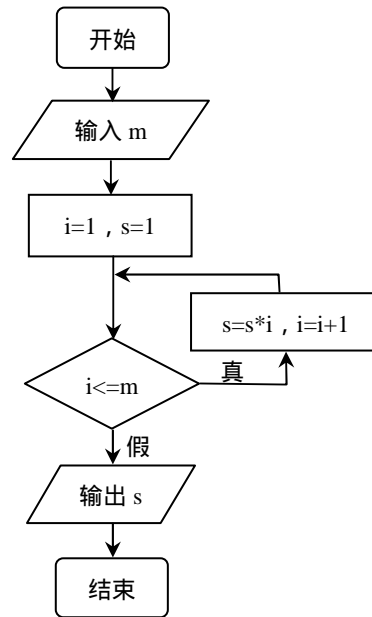 开始
输入 m
i=1，s=1
s=s*i，i=i+1
i<=m
真
假
输出 s
结束